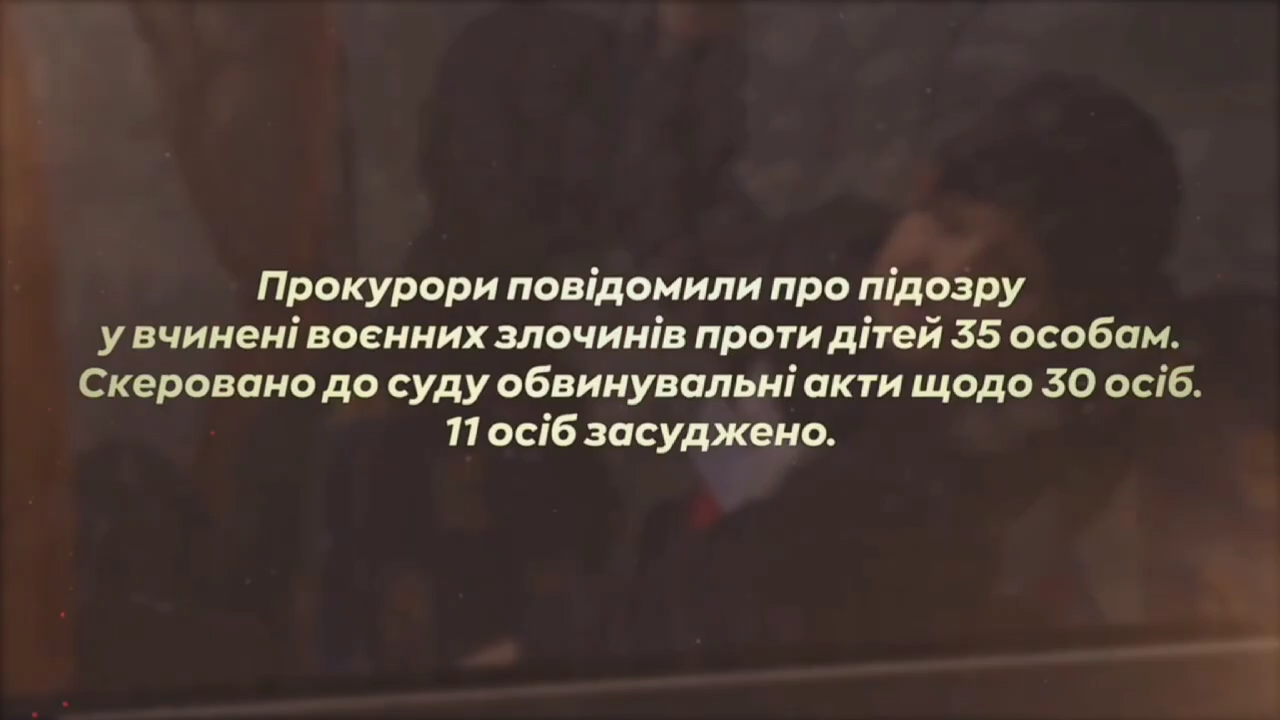 Прокурори повідомили про підозру
у вчинені воєнних злочинів проти дітей 35 особам.
Скеровано до суду обвинувальні акти щодо 30 осіб.
11 осіб засуджено.